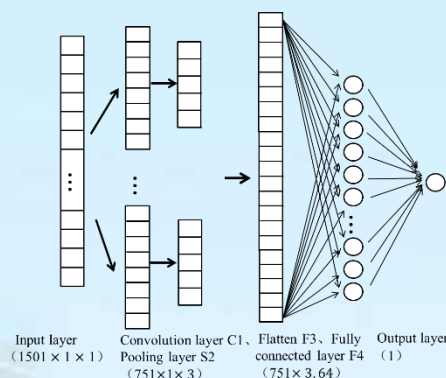 Input layer
（1501 × 1 × 1）
Convolution layer C1、
Pooling layer S2
（751×1×3）
Flatten F3、Fully
connected layer F4
（751× 3,64）
Output layer
（1）